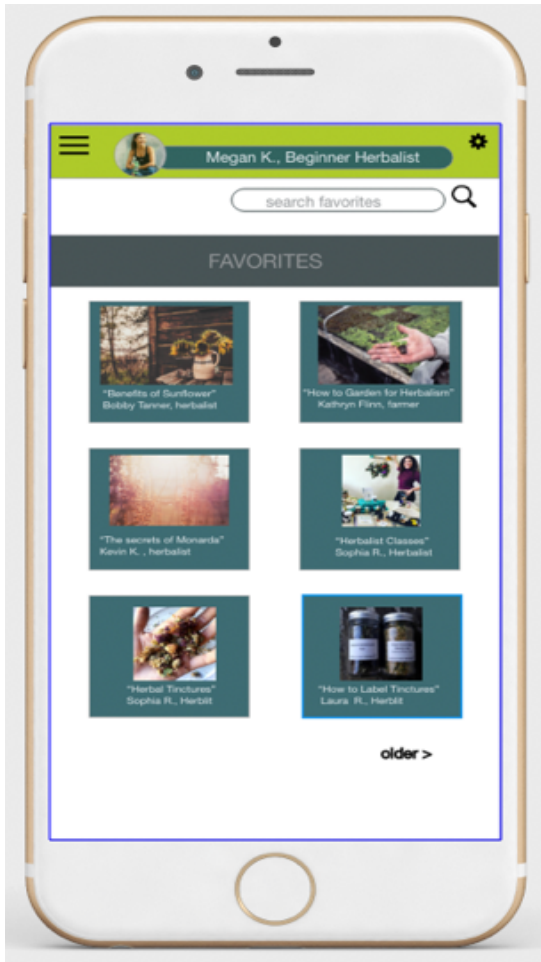 Megan K., Beginner Herbalist
search favorites
FAVORITES
“Benefits of Sunflower”
Bobby Tanner, herbalist
“How to Garden for Herbalism”
Kathryn Flinn, farmer
“The secrets of Monarda”
Kevin K. , herbalist
“Herbalist Classes”
Sophia R., Herbalist
“Herbal Tinctures”
Sophia R., Herblit
“How to Label Tinctures”
Laura R., Herblit
older >